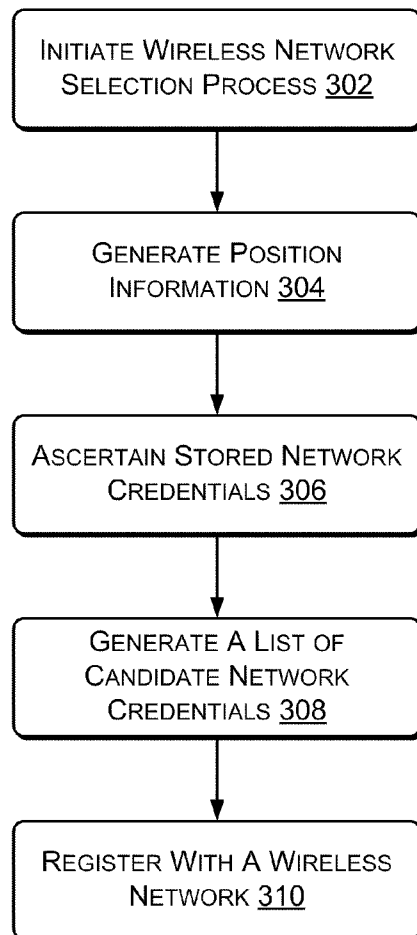 INITIATE WIRELESS NETWORK
SELECTION PROCESS 302
GENERATE POSITION
INFORMATION 304
ASCERTAIN STORED NETWORK
CREDENTIALS 306
GENERATE A LIST OF
CANDIDATE NETWORK
CREDENTIALS 308
REGISTER WITH A WIRELESS
NETWORK 310